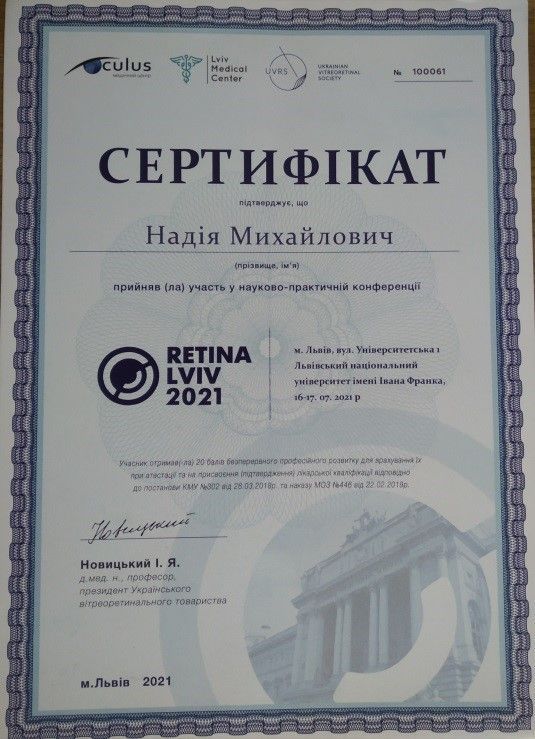 Oculus
медичний центр
Lviv
Medical
Center
UVRS
UKRAINIAN
VITREORETINAL
SOCIETY
№ 100061
СЕРТИФІКАТ
підтверджує, що
Надія Михайлович
(прізвище, ім'я)
прийняв (ла) участь у науково-практичній конференції
RETINA
LVIV
2021
м. Львів, вул. Університетська 1
Львівський національний
університет імені Івана Франка,
16-17. 07. 2021 р
Учасник отримав(-ла) 20 балів безперервного професійного розвитку для врахування їх
при атестації та на присвоєння (підтвердження) лікарської кваліфікації відповідно
до постанови КМУ №302 від 28.03.2018р. та наказу МОЗ №446 від 22.02.2019р.
Новицький
Новицький І. Я.
д.мед. н., професор,
президент Українського
вітреоретинального товариства
м.Львів 2021